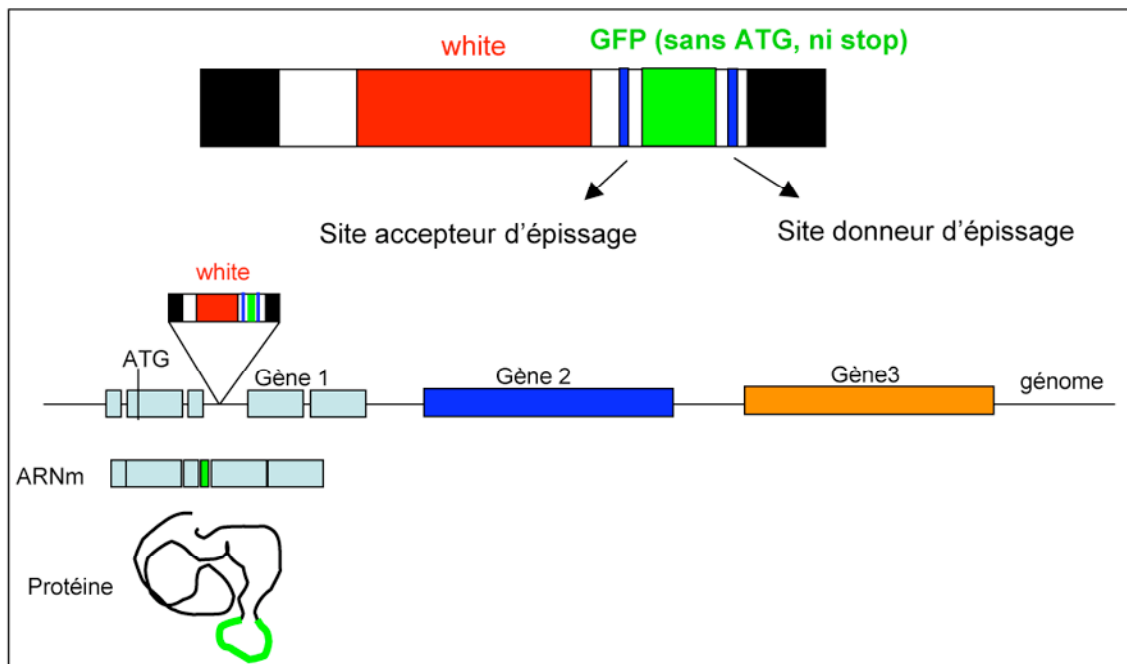 white
GFP (sans ATG, ni stop)
Site accepteur d'épissage
Site donneur d'épissage
white
ATG
Gène 1
Gène 2
Gène3
génome
ARNm
Protéine